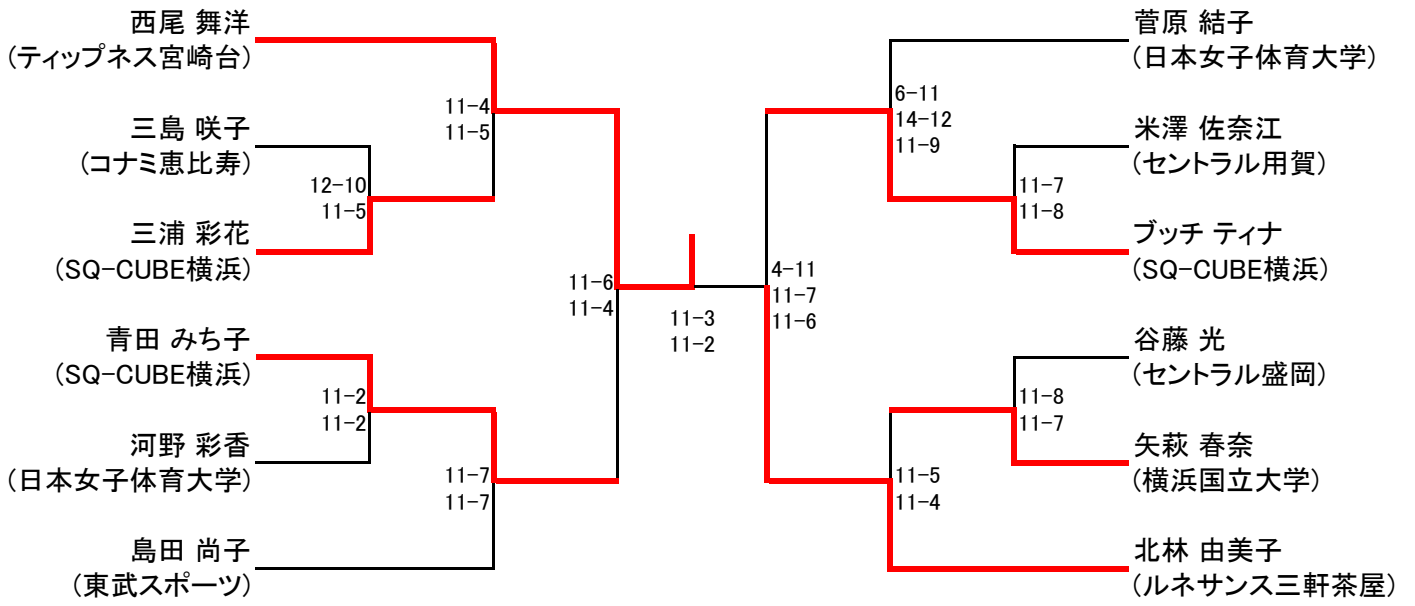 西尾 舞洋
(ティップネス宮崎台)
11-4
11-5
三島 咲子
(コナミ恵比寿)
12-10
11-5
三浦 彩花
(SQ-CUBE横浜)
11-6
11-4
青田 みち子
(SQ-CUBE横浜)
11-2
11-2
河野 彩香
(日本女子体育大学)
11-7
11-7
島田 尚子
(東武スポーツ)
11-3
11-2
菅原 結子
(日本女子体育大学)
6-11
14-12
11-9
米澤 佐奈江
(セントラル用賀)
11-7
11-8
ブッチ ティナ
(SQ-CUBE横浜)
4-11
11-7
11-6
谷藤 光
(セントラル盛岡)
11-8
11-7
矢萩 春奈
(横浜国立大学)
11-5
11-4
北林 由美子
(ルネサンス三軒茶屋)